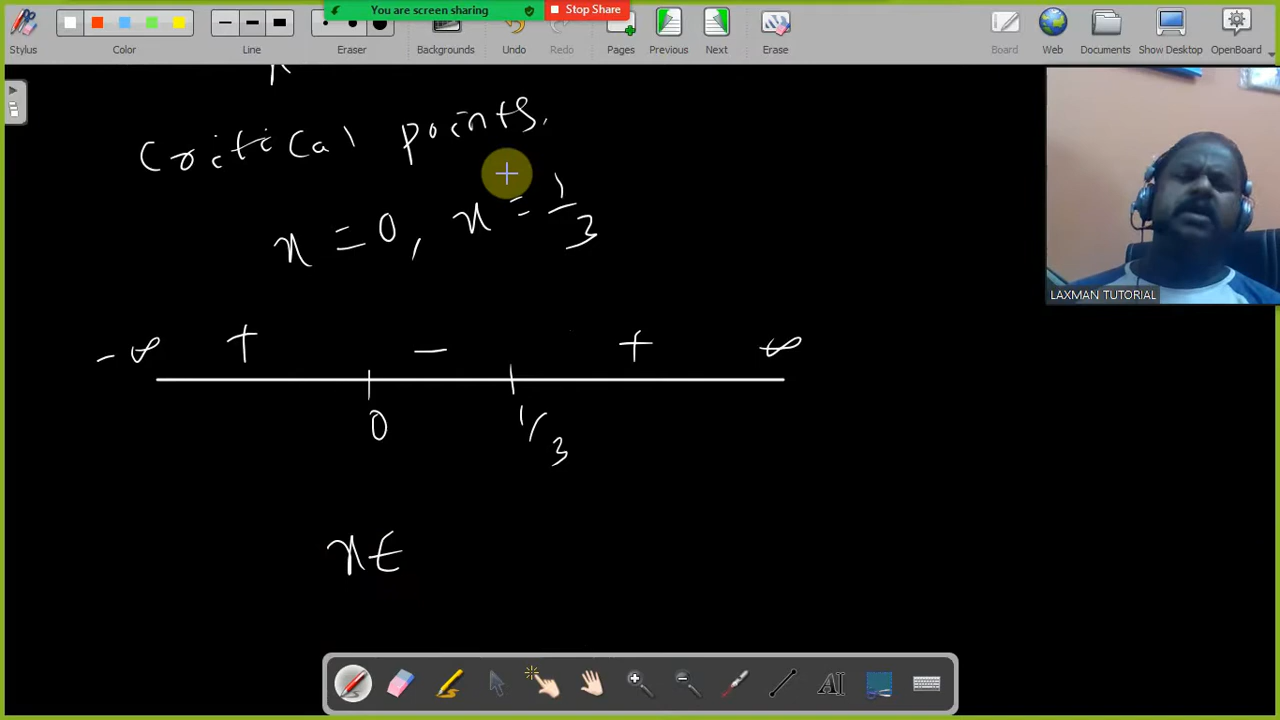 You are screen sharing Stop Share
Stylus Color Line Eraser Backgrounds Undo Redo Pages Previous Next Erase Board Web Documents Show Desktop OpenBoard
x
Critical points.
x = 0, x = 1/3
-∞ + - + ∞
0 1/3
x ∈
LAXMAN TUTORIAL